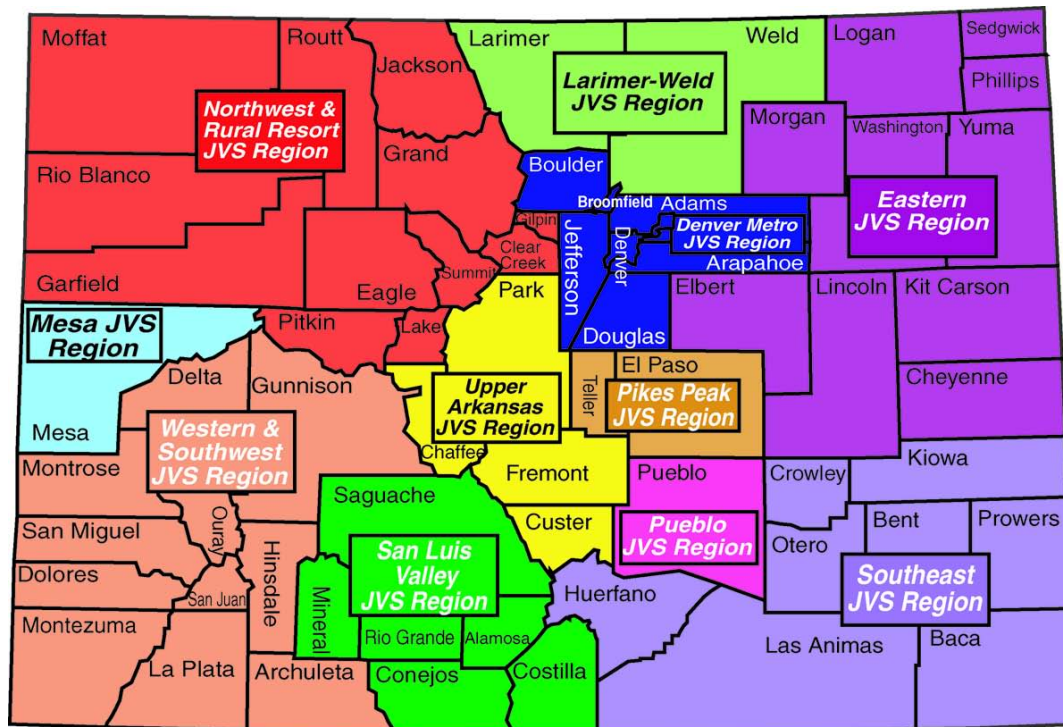 Moffat
Routt
Jackson
Larimer
Weld
Logan
Sedgwick
Phillips
Northwest &
Rural Resort
JVS Region
Larimer-Weld
JVS Region
Morgan
Washington
Yuma
Grand
Boulder
Rio Blanco
Broomfield
Adams
Eastern
JVS Region
Gilpin
Jefferson
Denver
Denver Metro
JVS Region
Clear
Creek
Summit
Arapahoe
Garfield
Eagle
Park
Elbert
Lincoln
Kit Carson
Mesa JVS
Region
Pitkin
Lake
Douglas
Delta
Gunnison
Teller
El Paso
Cheyenne
Upper
Arkansas
JVS Region
Pikes Peak
JVS Region
Mesa
Western &
Southwest
JVS Region
Chaffee
Montrose
Fremont
Pueblo
Crowley
Kiowa
Saguache
Ouray
San Miguel
Custer
Pueblo
JVS Region
Otero
Bent
Prowers
Hinsdale
San Luis
Valley
JVS Region
Dolores
San Juan
Mineral
Huerfano
Southeast
JVS Region
Montezuma
Rio Grande
Alamosa
Las Animas
Baca
La Plata
Archuleta
Conejos
Costilla